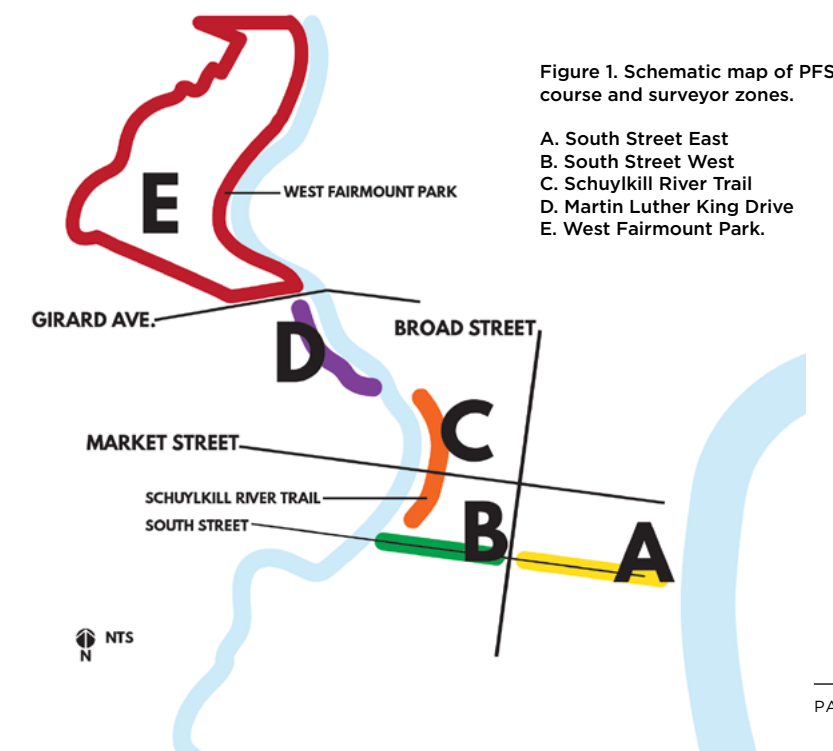 Figure 1. Schematic map of PFS
course and surveyor zones.
A. South Street East
B. South Street West
C. Schuylkill River Trail
D. Martin Luther King Drive
E. West Fairmount Park.
E
WEST FAIRMOUNT PARK
GIRARD AVE.
D
BROAD STREET
C
MARKET STREET
SCHUYLKILL RIVER TRAIL
B
SOUTH STREET
A
NTS
N
PA